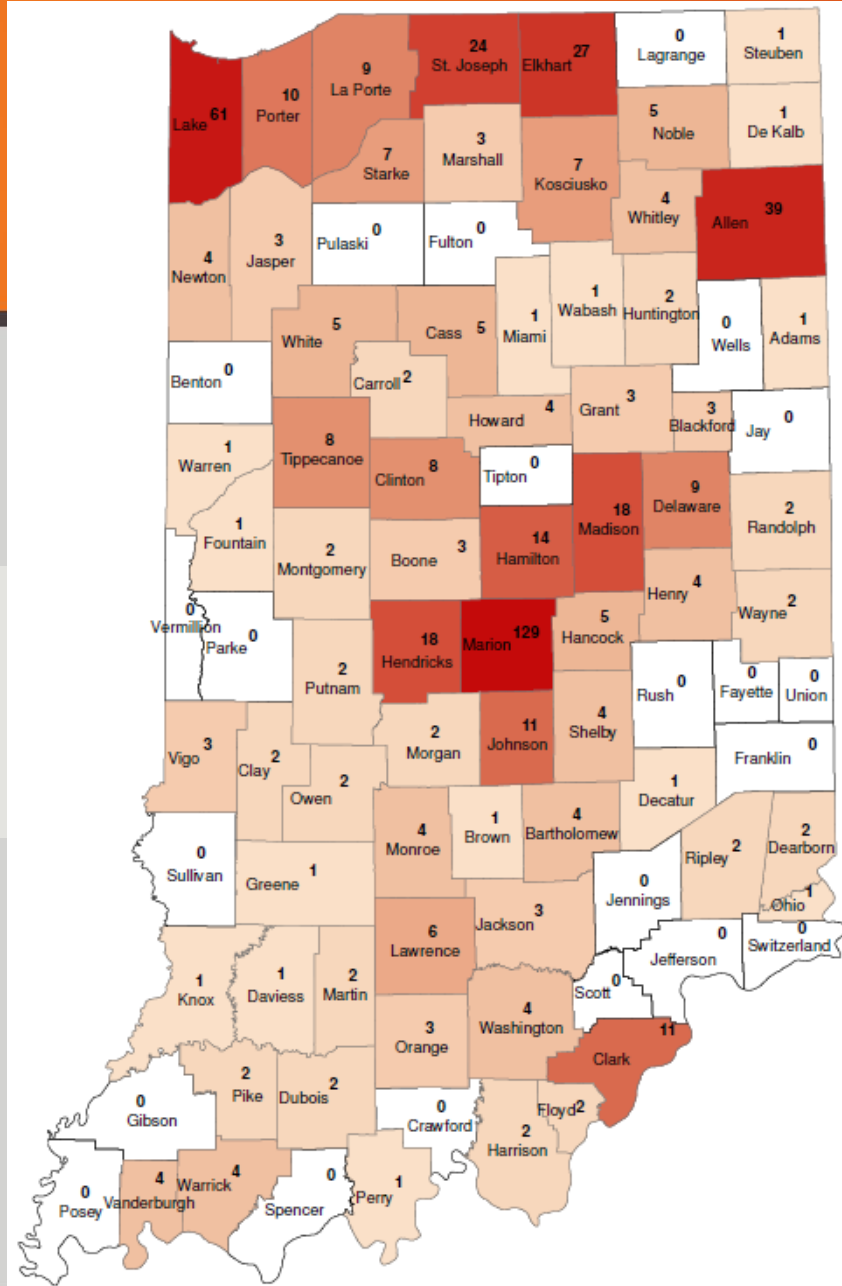 0
Lagrange
1
Steuben
24
St. Joseph
27
Elkhart
9
La Porte
10
Porter
Lake 61
5
Noble
1
De Kalb
3
Marshall
7
Starke
7
Kosciusko
4
Whitley
Allen 39
4
Newton
3
Jasper
Pulaski 0
Fulton 0
1
Wabash
2
Huntington
0
Wells
1
Adams
White 5
Cass 5
1
Miami
Benton 0
Carroll 2
Howard 4
Grant 3
3
Blackford
Jay 0
1
Warren
8
Tippecanoe
Clinton 8
Tipton 0
18
Madison
9
Delaware
2
Randolph
1
Fountain
2
Montgomery
Boone 3
14
Hamilton
Henry 4
Wayne 2
0
Vermillion
Parke 0
18
Hendricks
Marion 129
5
Hancock
2
Putnam
Rush 0
0
Fayette
0
Union
Vigo 3
2
Clay
2
Morgan
11
Johnson
4
Shelby
Franklin 0
2
Owen
1
Decatur
4
Monroe
1
Brown
4
Bartholomew
Ripley 2
2
Dearborn
0
Sullivan
Greene 1
0
Jennings
1
Ohio
6
Lawrence
Jackson 3
0
Jefferson
0
Switzerland
1
Knox
1
Daviess
2
Martin
Scott 0
3
Orange
4
Washington
11
Clark
2
Pike
Dubois 2
0
Gibson
0
Crawford
2
Harrison
Floyd 2
0
Posey
4
Vanderburgh
Warrick 4
0
Spencer
Perry 1